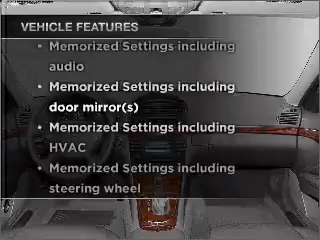 VEHICLE FEATURES
• Memorized Settings including
audio
• Memorized Settings including
door mirror(s)
• Memorized Settings including
HVAC
• Memorized Settings including
steering wheel